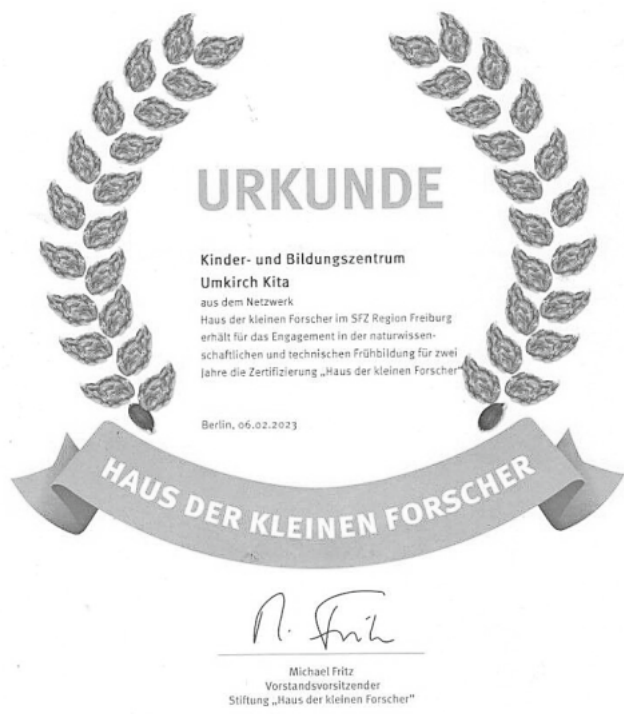 URKUNDE
Kinder- und Bildungszentrum
Umkirch Kita
aus dem Netzwerk
Haus der kleinen Forscher im SFZ Region Freiburg
erhält für das Engagement in der naturwissen-
schaftlichen und technischen Frühbildung für zwei
Jahre die Zertifizierung „Haus der kleinen Forscher“
Berlin, 06.02.2023
HAUS DER KLEINEN FORSCHER
M. Fritz
Michael Fritz
Vorstandsvorsitzender
Stiftung „Haus der kleinen Forscher“